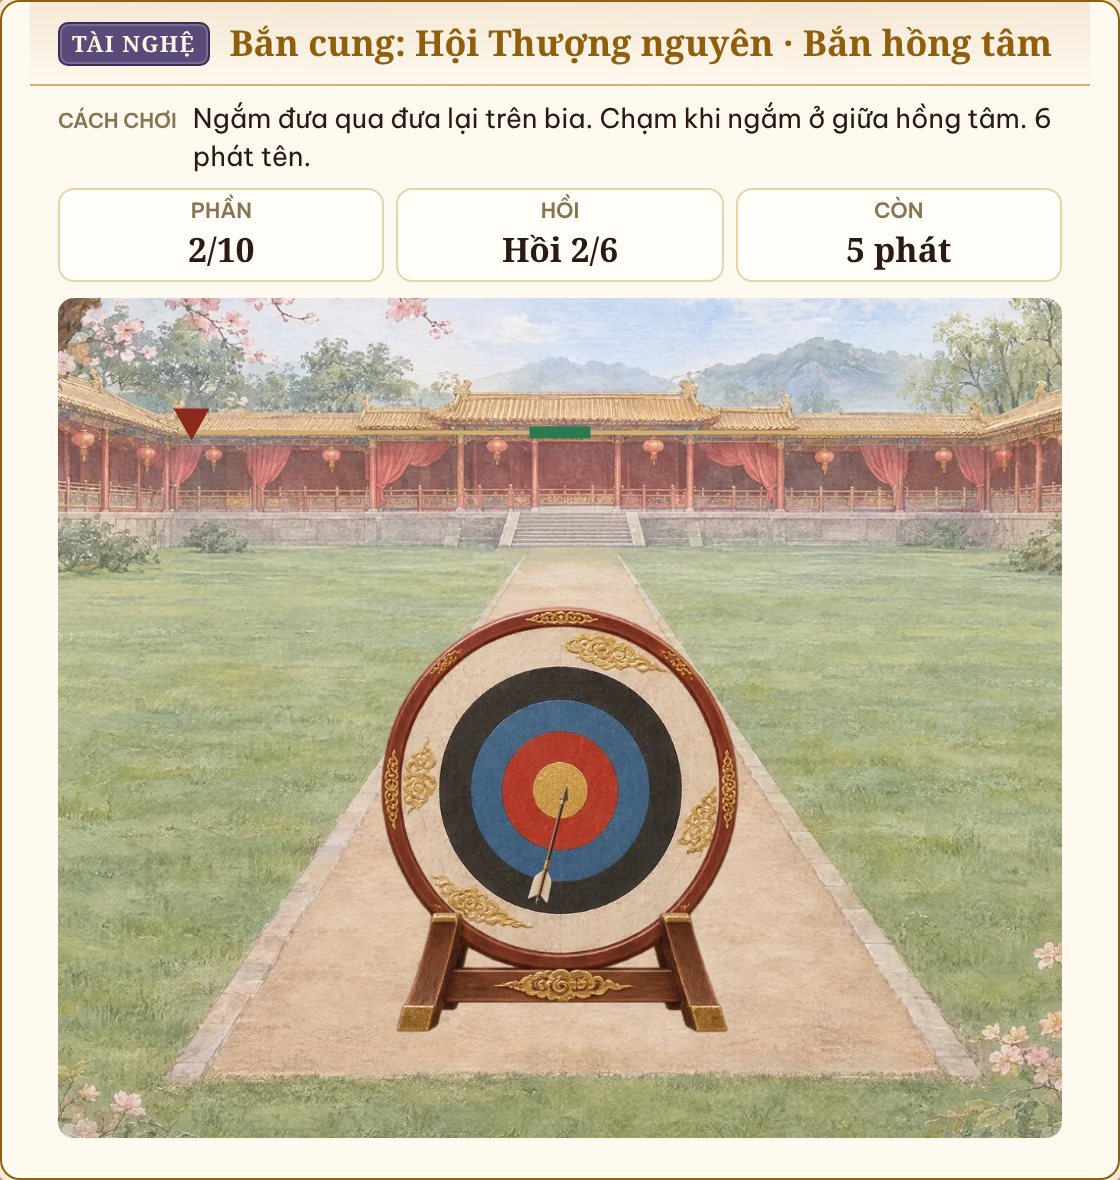 TÀI NGHỆ
Bắn cung: Hội Thượng nguyên · Bắn hồng tâm
CÁCH CHƠI
Ngắm đưa qua đưa lại trên bia. Chạm khi ngắm ở giữa hồng tâm. 6
phát tên.
PHẦN
2/10
HỒI
Hồi 2/6
CÒN
5 phát